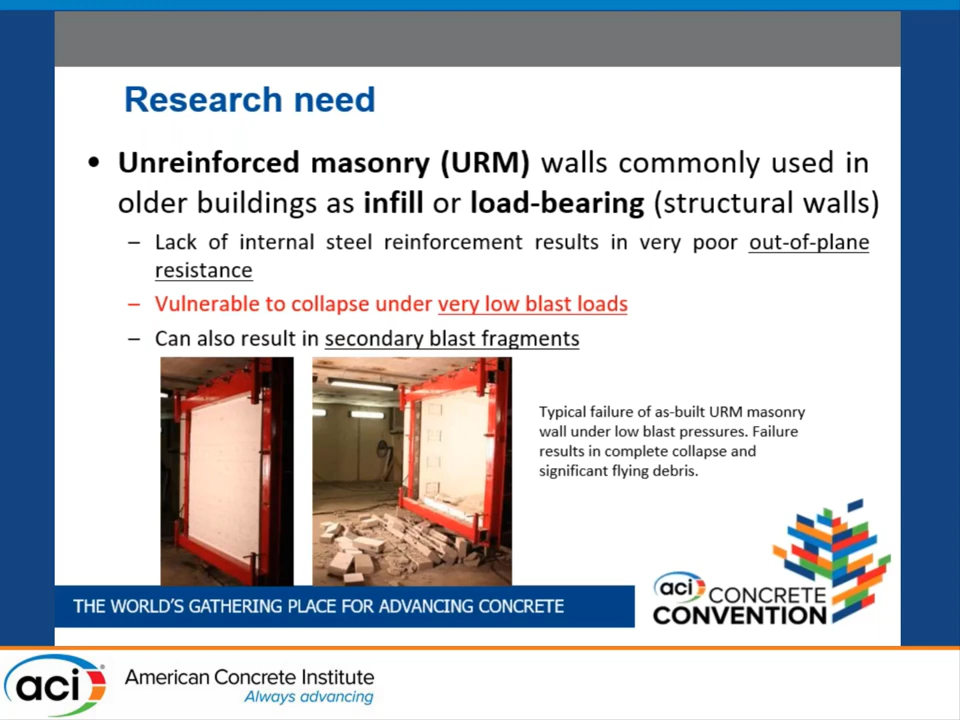 Research need
• Unreinforced masonry (URM) walls commonly used in
older buildings as infill or load-bearing (structural walls)
– Lack of internal steel reinforcement results in very poor out-of-plane
resistance
– Vulnerable to collapse under very low blast loads
– Can also result in secondary blast fragments
Typical failure of as-built URM masonry
wall under low blast pressures. Failure
results in complete collapse and
significant flying debris.
THE WORLD'S GATHERING PLACE FOR ADVANCING CONCRETE
aci CONCRETE
CONVENTION
aci® American Concrete Institute
Always advancing